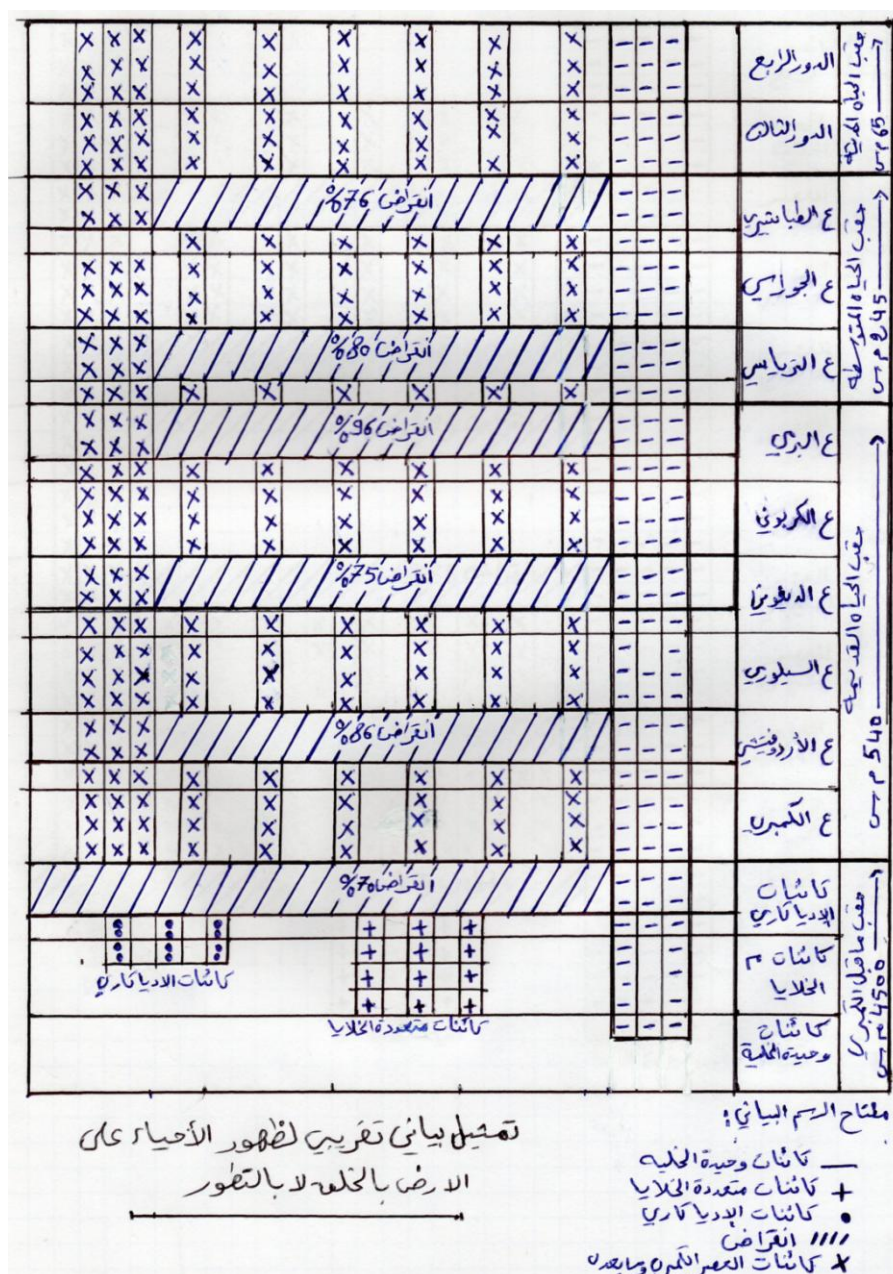 الدور الرابع
الدور الثالث
حقب الحياة الحديثة
65 م س
ع الطباشيري
انقراض 76%
ع الجوراسي
ع الترياسي
انقراض 80%
حقب الحياة المتوسطة
245 م س
ع البرمي
انقراض 96%
ع الكربوني
ع الديفوني
انقراض 75%
ع السيلوري
ع الأردوفيشي
انقراض 86%
ع الكمبري
حقب الحياة القديمة
540 م س
كائنات
الادياكاري
انقراض 70%
كائنات م
الخلايا
كائنات
وحيدة الخلية
حقب ما قبل الكمبري
4500 م س
كائنات الادياكاري
كائنات متعددة الخلايا
مفتاح الرسم البياني:
— كائنات وحيدة الخلية
+ كائنات متعددة الخلايا
• كائنات الإدياكاري
//// انقراض
x كائنات العصر الكمبري وما بعده
تمثيل بياني تقريبي لظهور الأحياء على
الارض بالخلق لا بالتطور